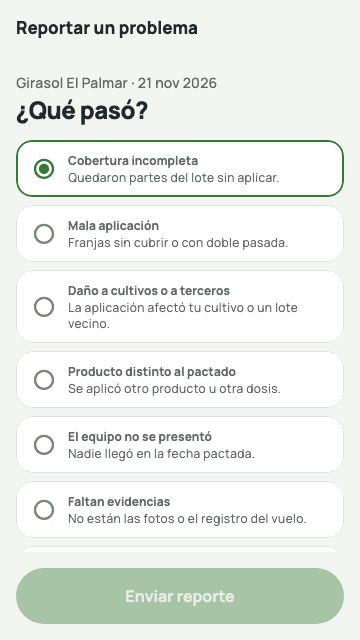 Reportar un problema
Girasol El Palmar · 21 nov 2026
¿Qué pasó?
Cobertura incompleta
Quedaron partes del lote sin aplicar.
Mala aplicación
Franjas sin cubrir o con doble pasada.
Daño a cultivos o a terceros
La aplicación afectó tu cultivo o un lote
vecino.
Producto distinto al pactado
Se aplicó otro producto u otra dosis.
El equipo no se presentó
Nadie llegó en la fecha pactada.
Faltan evidencias
No están las fotos o el registro del vuelo.
Enviar reporte